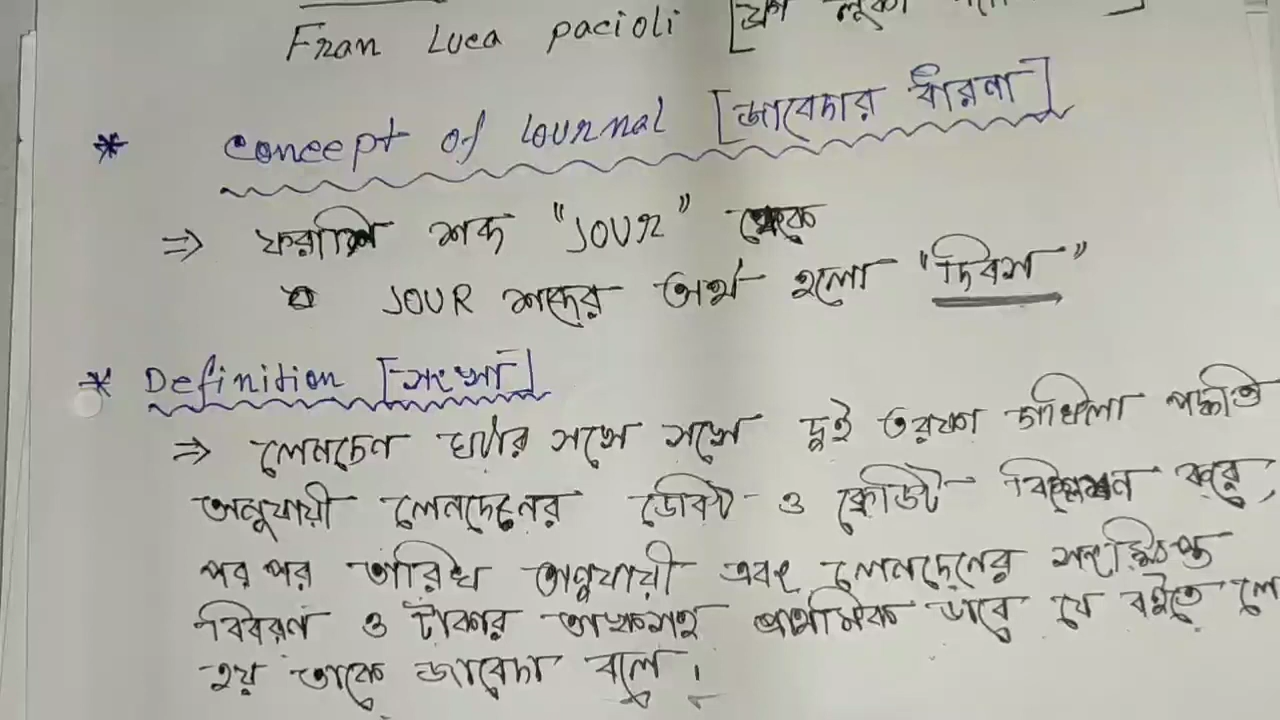 Fran Luca pacioli [ফ্রা লুকা
* concept of Journal [জাবেদার ধারনা]
⇒ ফরাসি শব্দ "JOUR" থেকে
JOUR শব্দের অর্থ হলো "দিবস"
* Definition [সংজ্ঞা]
⇒ লেনদেন ঘটার সঙ্গে সঙ্গে দুই তরফা দাখিলা পদ্ধতি
অনুযায়ী লেনদেনের ডেবিট ও ক্রেডিট বিশ্লেষন করে,
পর পর তারিখ অনুযায়ী এবং লেনদেনের সংক্ষিপ্ত
বিবরণ ও টাকার অঙ্কসহ প্রাথমিক ভাবে যে বইতে লে
হয় তাকে জাবেদা বলে।